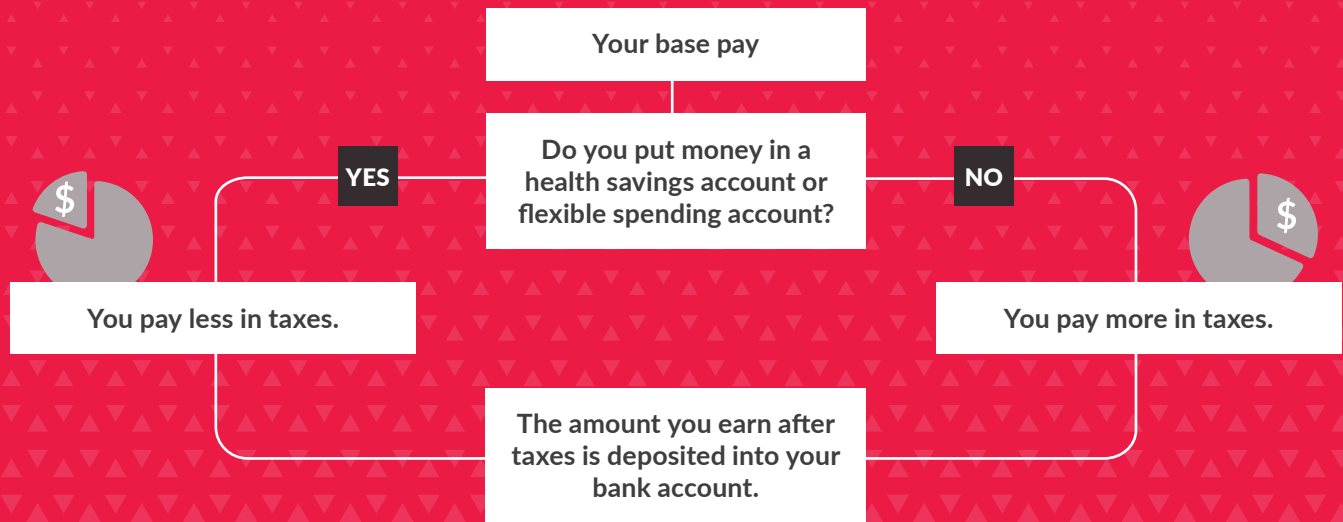 Your base pay
Do you put money in a
health savings account or
flexible spending account?
YES
NO
$
$
You pay less in taxes.
You pay more in taxes.
The amount you earn after
taxes is deposited into your
bank account.